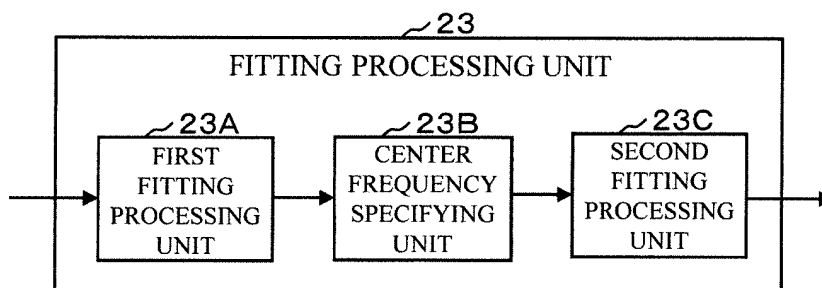 23
FITTING PROCESSING UNIT
23A
FIRST
FITTING
PROCESSING
UNIT
23B
CENTER
FREQUENCY
SPECIFYING
UNIT
23C
SECOND
FITTING
PROCESSING
UNIT